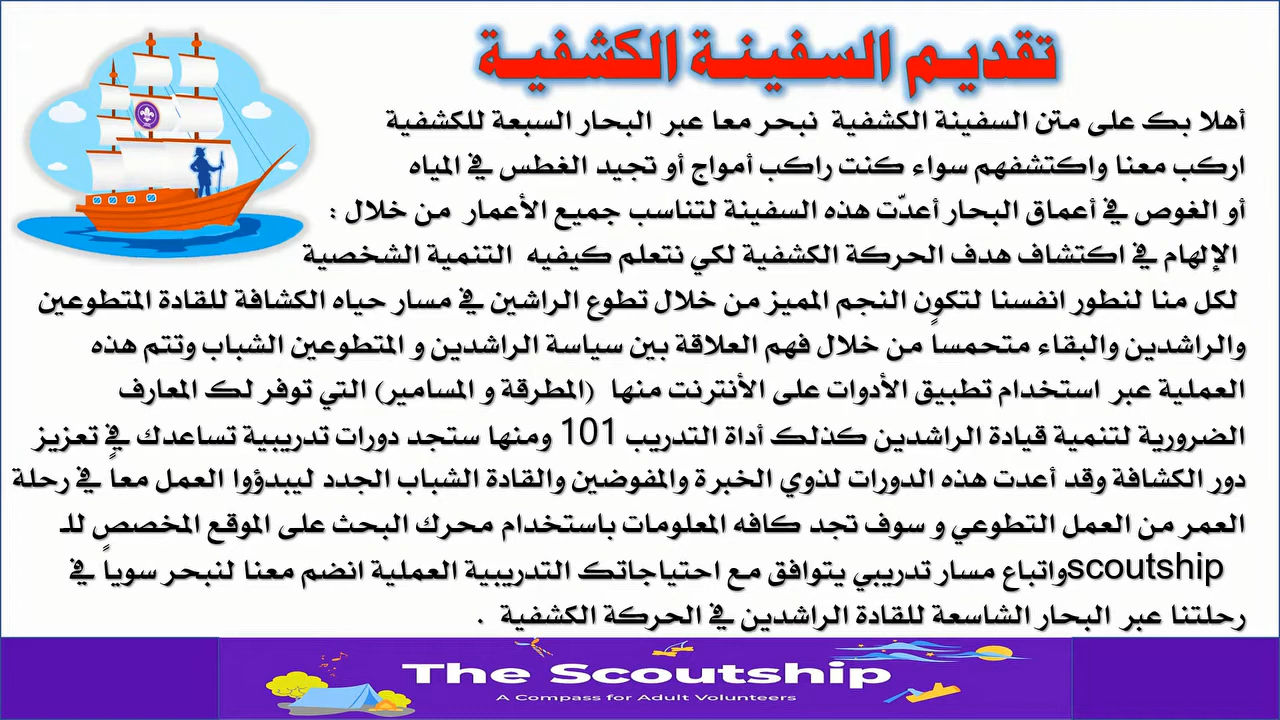 تقديم السفينة الكشفية
أهلا بك على متن السفينة الكشفية نبحر معا عبر البحار السبعة للكشفية
اركب معنا واكتشفهم سواء كنت راكب أمواج أو تجيد الغطس في المياه
أو الغوص في أعماق البحار أعدّت هذه السفينة لتناسب جميع الأعمار من خلال :
الإلهام في اكتشاف هدف الحركة الكشفية لكي نتعلم كيفيه التنمية الشخصية
لكل منا لنطور انفسنا لتكون النجم المميز من خلال تطوع الراشين في مسار حياه الكشافة للقادة المتطوعين
والراشدين والبقاء متحمساً من خلال فهم العلاقة بين سياسة الراشدين و المتطوعين الشباب وتتم هذه
العملية عبر استخدام تطبيق الأدوات على الأنترنت منها (المطرقة و المسامير) التي توفر لك المعارف
الضرورية لتنمية قيادة الراشدين كذلك أداة التدريب 101 ومنها ستجد دورات تدريبية تساعدك في تعزيز
دور الكشافة وقد أعدت هذه الدورات لذوي الخبرة والمفوضين والقادة الشباب الجدد ليبدؤوا العمل معاً في رحلة
العمر من العمل التطوعي و سوف تجد كافه المعلومات باستخدام محرك البحث على الموقع المخصص للـ
scoutship واتباع مسار تدريبي يتوافق مع احتياجاتك التدريبية العملية انضم معنا لنبحر سوياً في
رحلتنا عبر البحار الشاسعة للقادة الراشدين في الحركة الكشفية .
The Scoutship
A Compass for Adult Volunteers